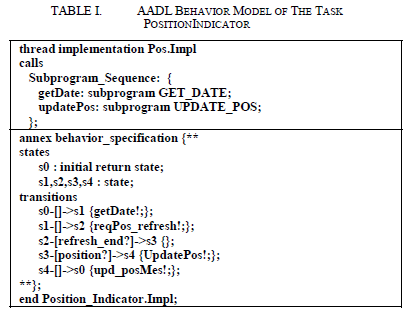 TABLE I. AADL BEHAVIOR MODEL OF THE TASK
POSITIONINDICATOR
thread implementation Pos.Impl
calls
Subprogram_Sequence: {
getDate: subprogram GET_DATE;
updatePos: subprogram UPDATE_POS;
};
annex behavior_specification {**
states
s0 : initial return state;
s1,s2,s3,s4 : state;
transitions
s0-[]->s1 {getDate!;};
s1-[]->s2 {reqPos_refresh!;};
s2-[refresh_end?]->s3 {};
s3-[position?]->s4 {UpdatePos!;};
s4-[]->s0 {upd_posMes!;};
**};
end Position_Indicator.Impl;